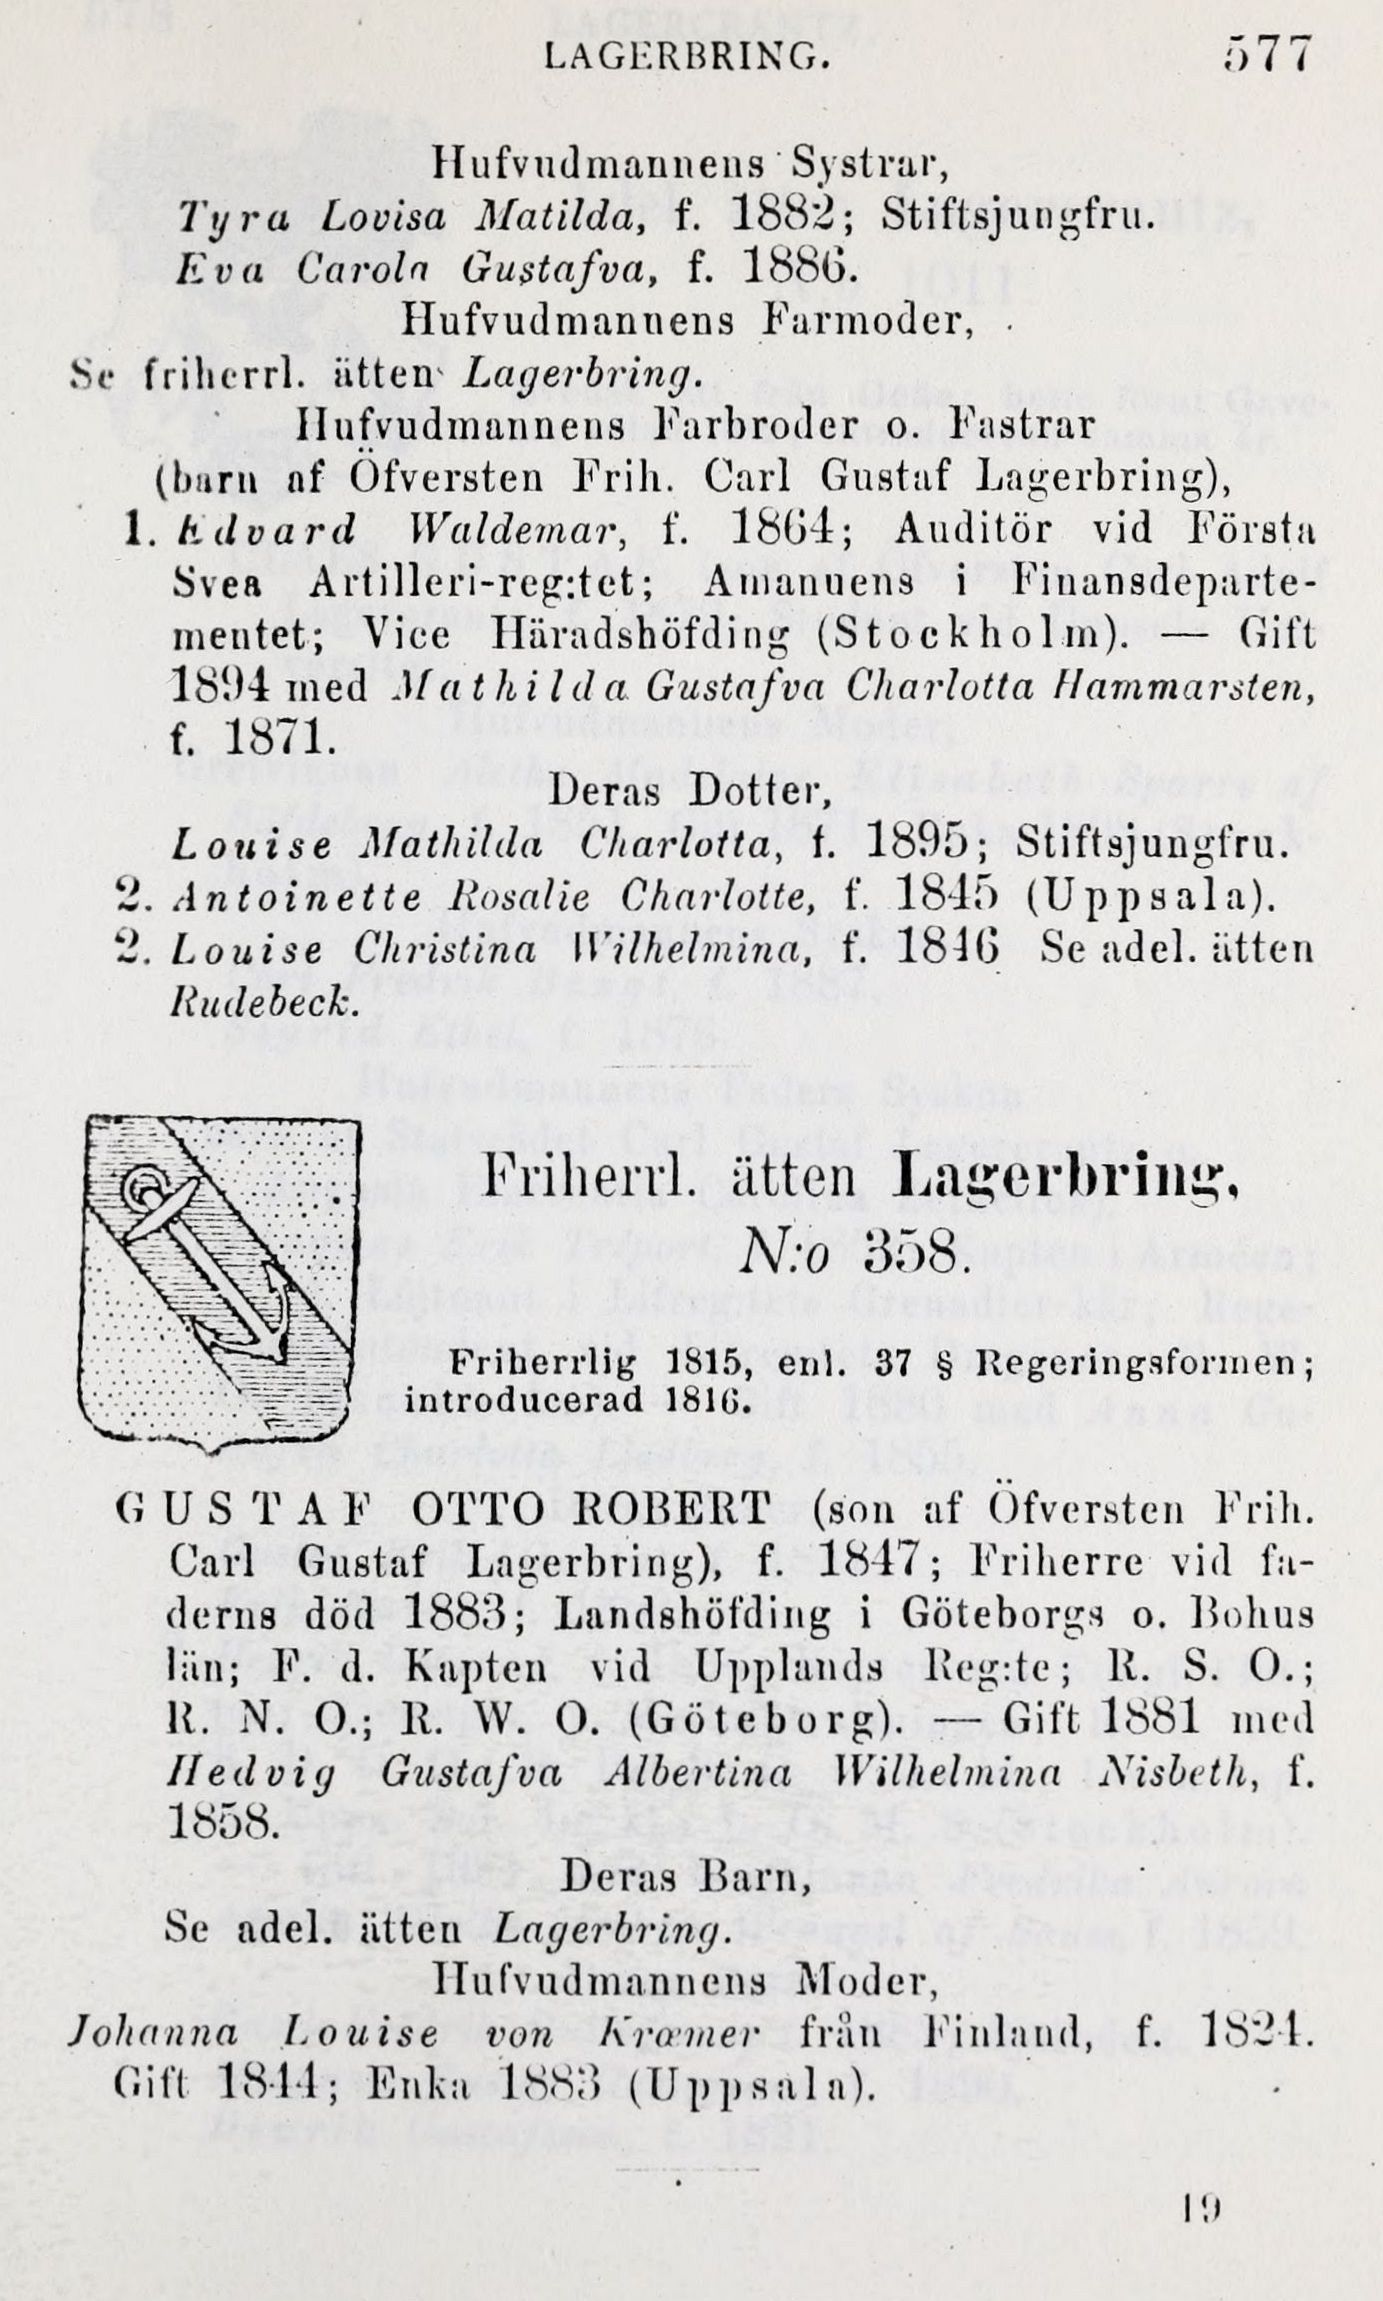 LAGERBRING. 577
Hufvudmannens Systrar,
Tyra Lovisa Matilda, f. 1882; Stiftsjungfru.
Eva Carola Gustafva, f. 1886.
Hufvudmannens Farmoder,
Se friherrl. ätten Lagerbring.
Hufvudmannens Farbroder o. Fastrar
(barn af Öfversten Frih. Carl Gustaf Lagerbring),
1. Edvard Waldemar, f. 1864; Auditör vid Första
Svea Artilleri-reg:tet; Amanuens i Finansdeparte-
mentet; Vice Häradshöfding (Stockholm). — Gift
1894 med Mathilda Gustafva Charlotta Hammarsten,
f. 1871.
Deras Dotter,
Louise Mathilda Charlotta, f. 1895; Stiftsjungfru.
2. Antoinette Rosalie Charlotte, f. 1845 (Uppsala).
2. Louise Christina Wilhelmina, f. 1846 Se adel. ätten
Rudebeck.
Friherrl. ätten Lagerbring,
N:o 358.
Friherrlig 1815, enl. 37 § Regeringsformen;
introducerad 1816.
GUSTAF OTTO ROBERT (son af Öfversten Frih.
Carl Gustaf Lagerbring), f. 1847; Friherre vid fa-
derns död 1883; Landshöfding i Göteborgs o. Bohus
län; F. d. Kapten vid Upplands Reg:te; R. S. O.;
R. N. O.; R. W. O. (Göteborg). — Gift 1881 med
Hedvig Gustafva Albertina Wilhelmina Nisbeth, f.
1858.
Deras Barn,
Se adel. ätten Lagerbring.
Hufvudmannens Moder,
Johanna Louise von Kræmer från Finland, f. 1824.
Gift 1844; Enka 1883 (Uppsala).
19